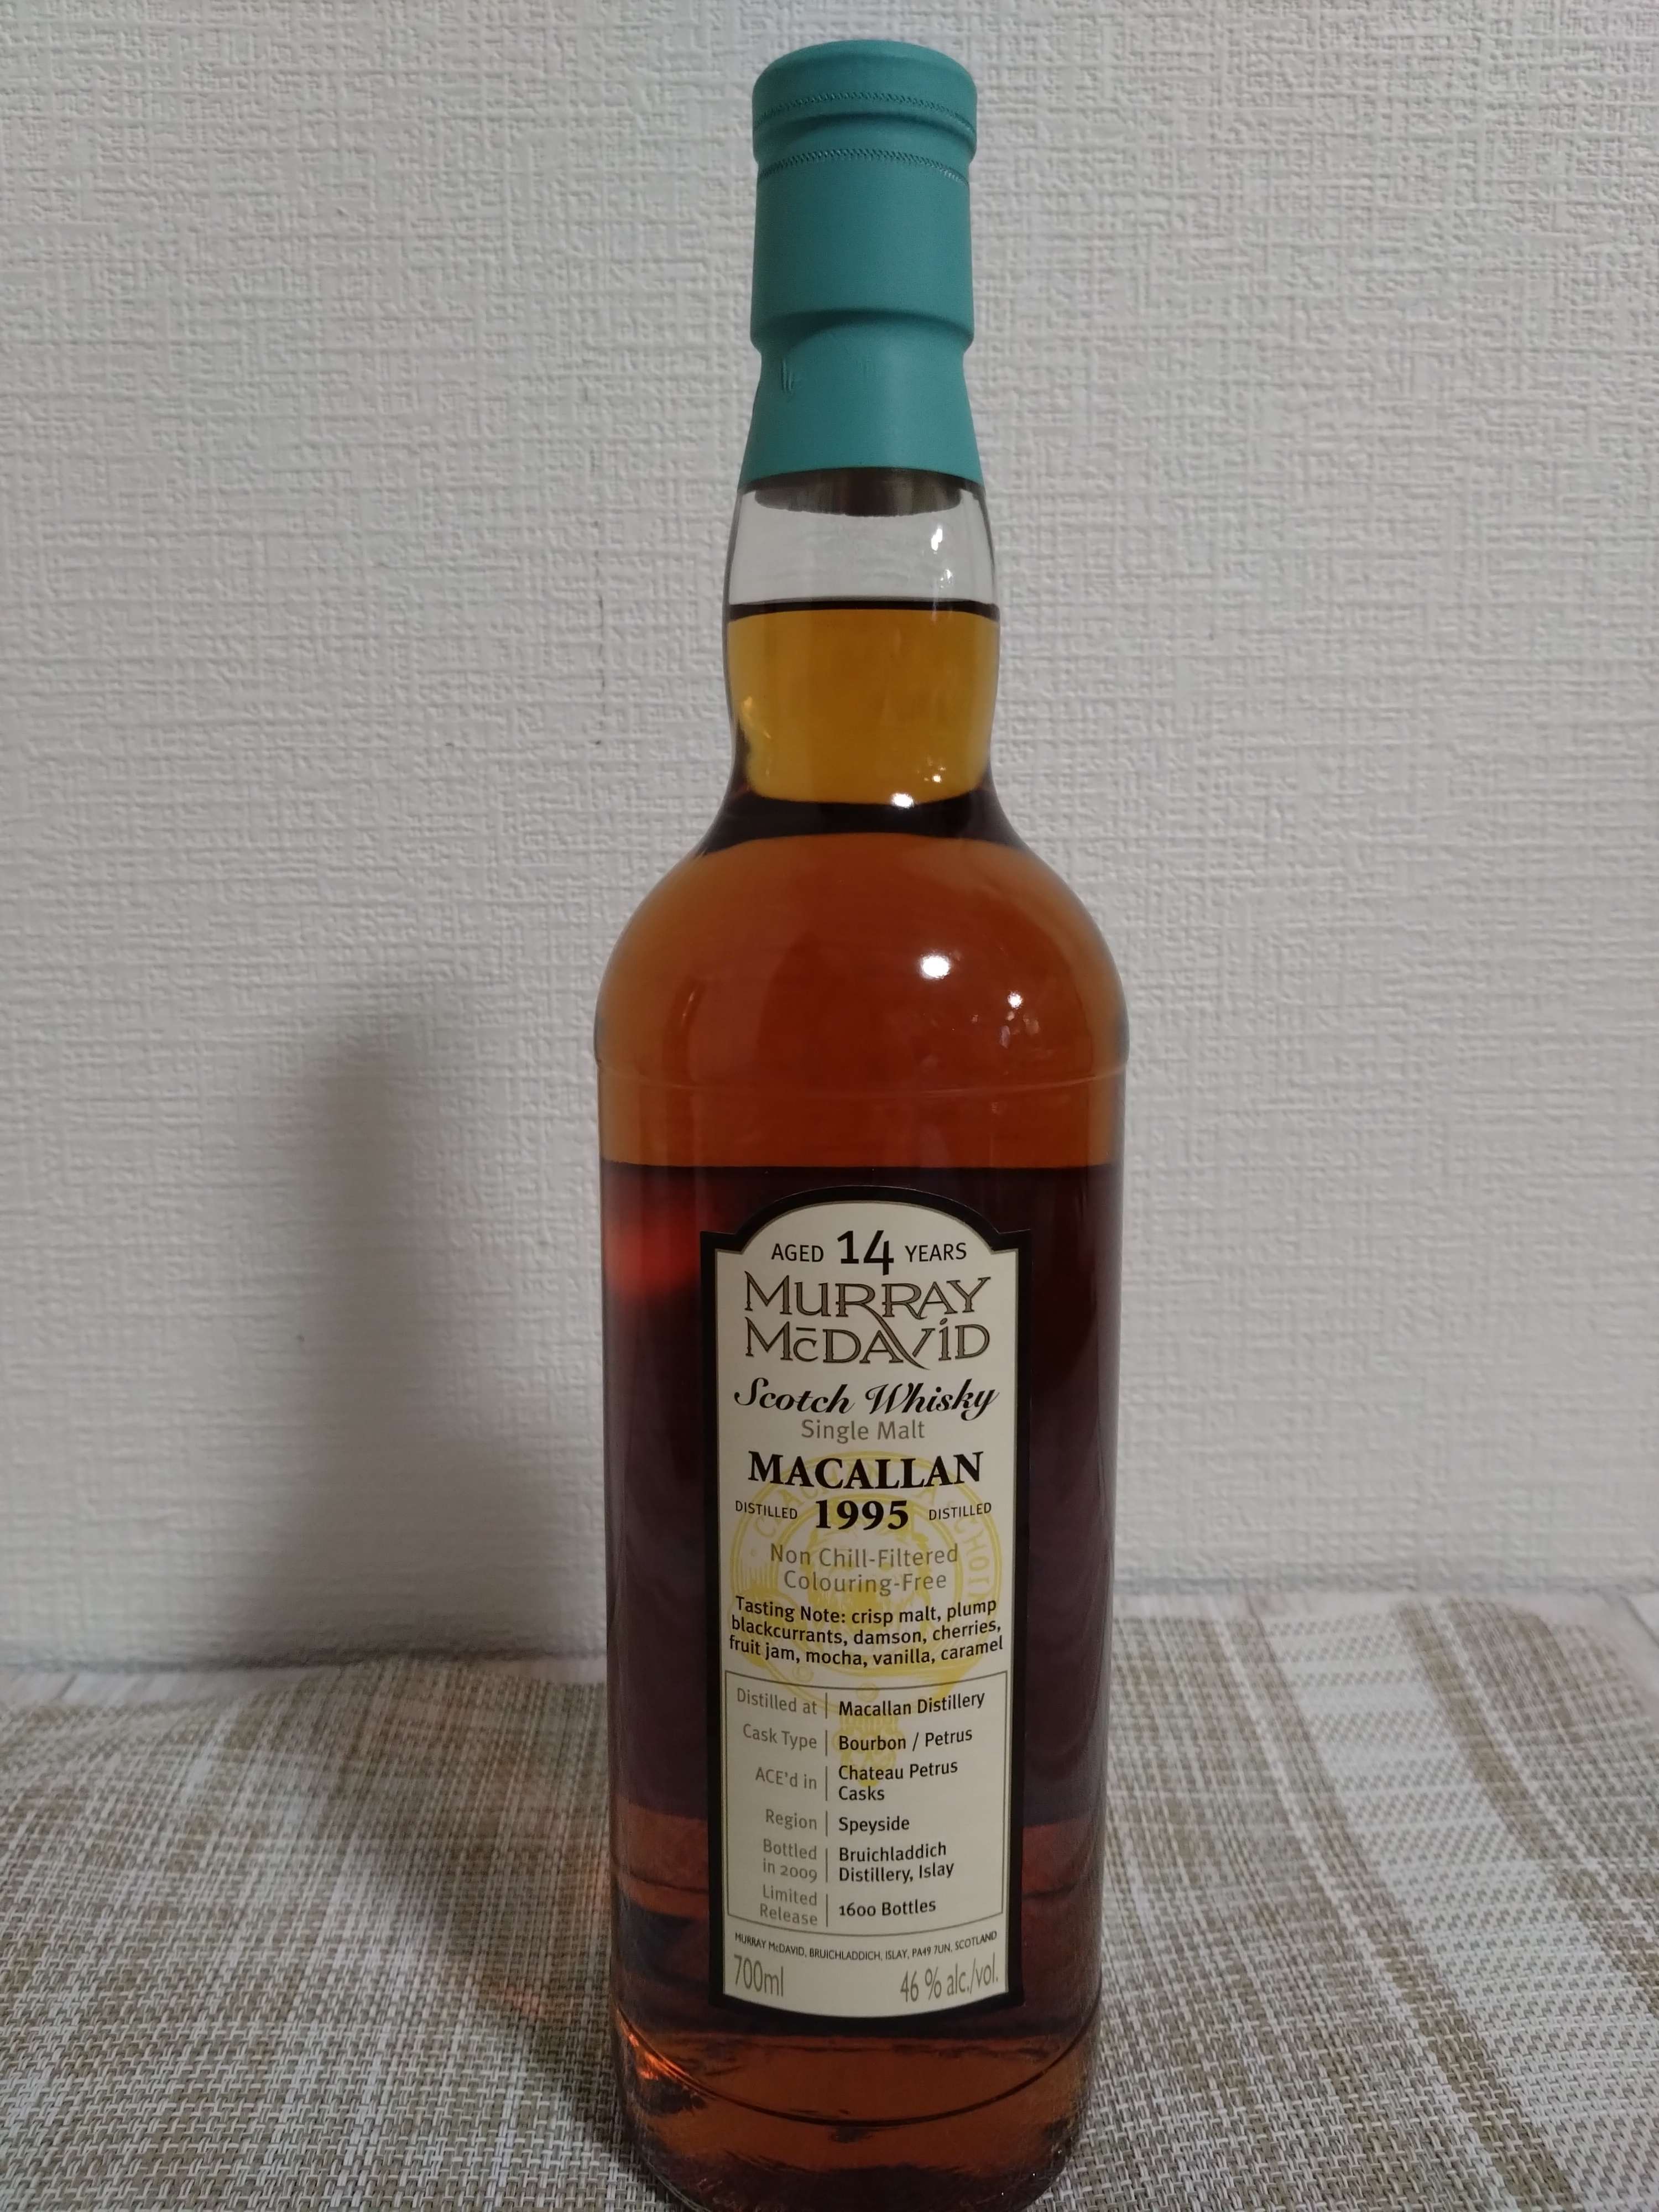 AGED 14 YEARS
MURRAY
McDAVID
Scotch Whisky
Single Malt
MACALLAN
DISTILLED 1995 DISTILLED
Non Chill-Filtered
Colouring-Free
Tasting Note: crisp malt, plump
blackcurrants, damson, cherries,
fruit jam, mocha, vanilla, caramel
Distilled at Macallan Distillery
Cask Type Bourbon / Petrus
ACE'd in Chateau Petrus
Casks
Region Speyside
Bottled Bruichladdich
in 2009 Distillery, Islay
Limited
Release 1600 Bottles
MURRAY McDAVID, BRUICHLADDICH, ISLAY, PA49 7UN, SCOTLAND
700ml 46 % alc./vol.